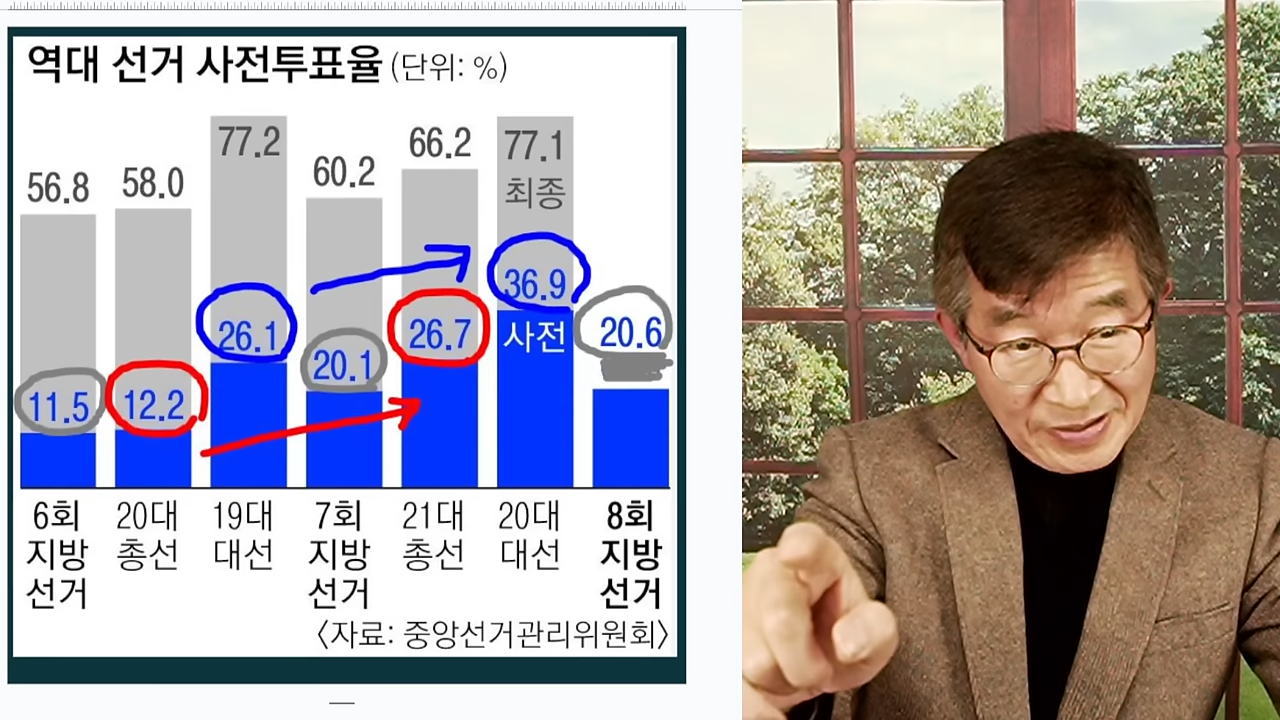 역대 선거 사전투표율 (단위: %)
56.8
58.0
77.2
60.2
66.2
77.1
최종
11.5
12.2
26.1
20.1
26.7
36.9
사전
20.6
6회 지방 선거
20대 총선
19대 대선
7회 지방 선거
21대 총선
20대 대선
8회 지방 선거
〈자료: 중앙선거관리위원회〉